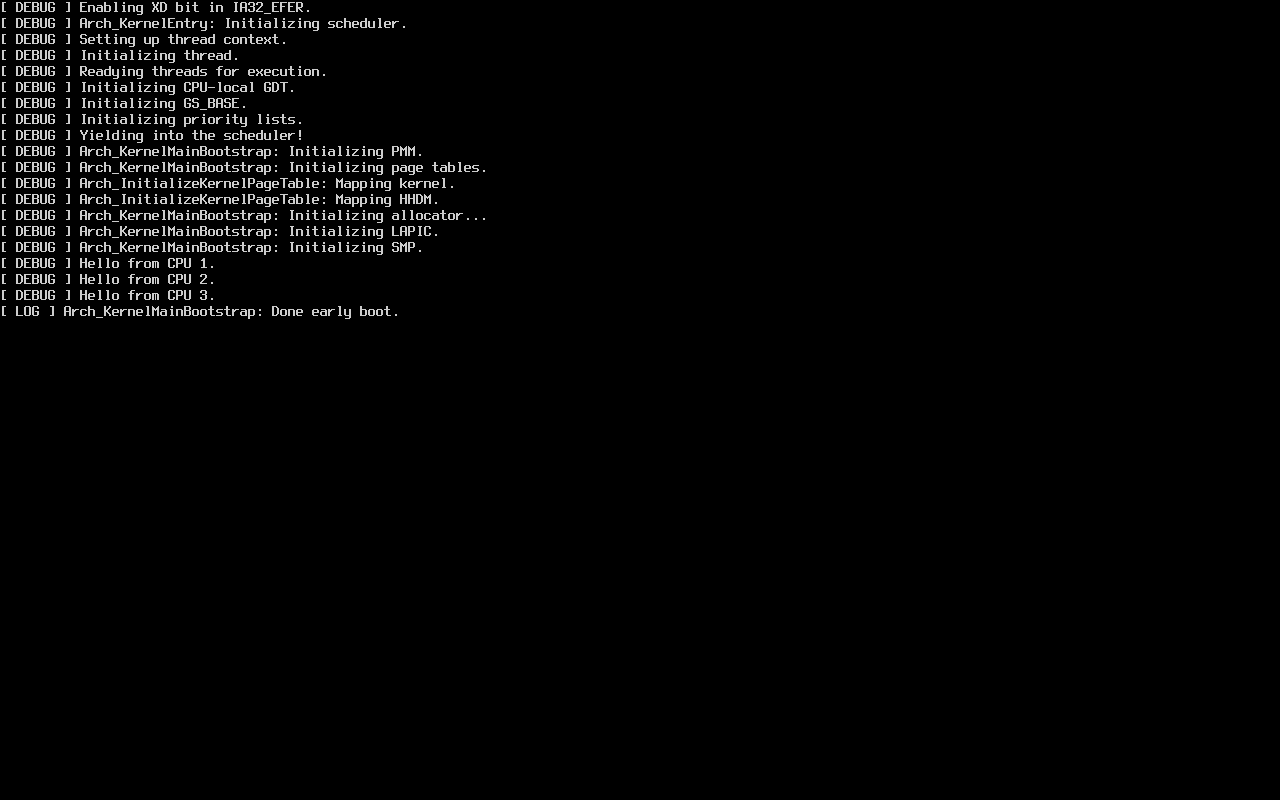 [ DEBUG ] Enabling XD bit in IA32_EFER.
[ DEBUG ] Arch_KernelEntry: Initializing scheduler.
[ DEBUG ] Setting up thread context.
[ DEBUG ] Initializing thread.
[ DEBUG ] Readying threads for execution.
[ DEBUG ] Initializing CPU-local GDT.
[ DEBUG ] Initializing GS_BASE.
[ DEBUG ] Initializing priority lists.
[ DEBUG ] Yielding into the scheduler!
[ DEBUG ] Arch_KernelMainBootstrap: Initializing PMM.
[ DEBUG ] Arch_KernelMainBootstrap: Initializing page tables.
[ DEBUG ] Arch_InitializeKernelPageTable: Mapping kernel.
[ DEBUG ] Arch_InitializeKernelPageTable: Mapping HHDM.
[ DEBUG ] Arch_KernelMainBootstrap: Initializing allocator...
[ DEBUG ] Arch_KernelMainBootstrap: Initializing LAPIC.
[ DEBUG ] Arch_KernelMainBootstrap: Initializing SMP.
[ DEBUG ] Hello from CPU 1.
[ DEBUG ] Hello from CPU 2.
[ DEBUG ] Hello from CPU 3.
[ LOG ] Arch_KernelMainBootstrap: Done early boot.